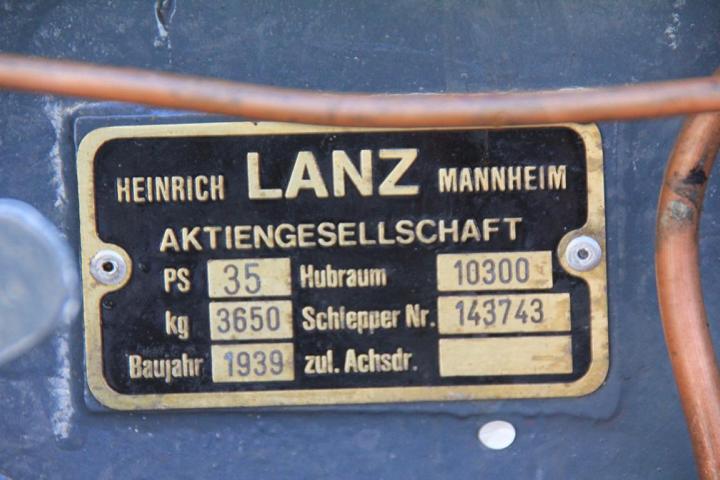 HEINRICH LANZ MANNHEIM
AKTIENGESELLSCHAFT
PS 35 Hubraum 10300
kg 3650 Schlepper Nr. 143743
Baujahr 1939 zul. Achsdr.